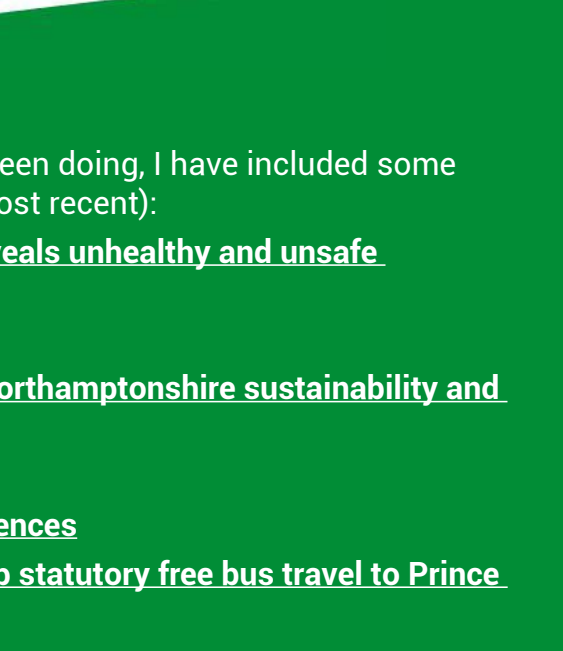 een doing, I have included some
ost recent):
eals unhealthy and unsafe
orthamptonshire sustainability and
ences
statutory free bus travel to Prince